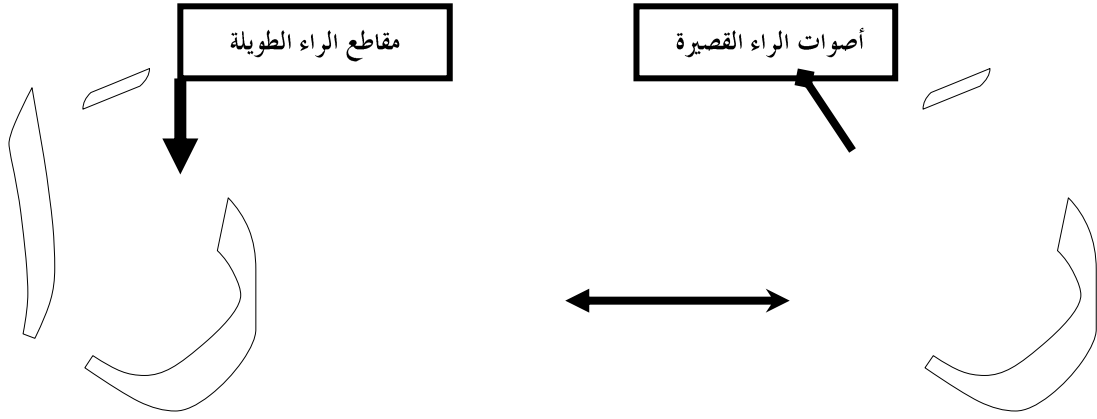 أصوات الراء القصيرة
مقاطع الراء الطويلة
رَ
رَا